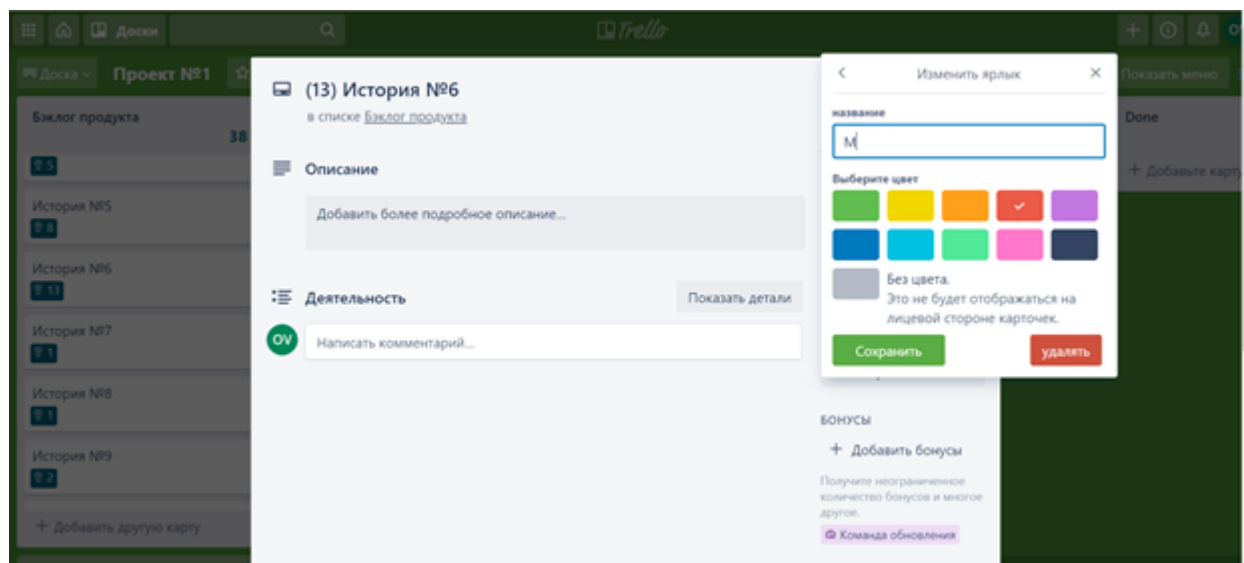 Доски
Trello
Доска
Проект №1
Показать меню
Бэклог продукта
38
5
История №5
8
История №6
13
История №7
1
История №8
1
История №9
2
+ Добавить другую карту
(13) История №6
в списке Бэклог продукта
Описание
Добавить более подробное описание...
Деятельность
Показать детали
OV
Написать комментарий...
Изменить ярлык
название
М
Выберите цвет
Без цвета.
Это не будет отображаться на
лицевой стороне карточек.
Сохранить
удалять
БОНУСЫ
+ Добавить бонусы
Получите неограниченное
количество бонусов и многое
другое.
Команда обновления
Done
+ Добавьте карту